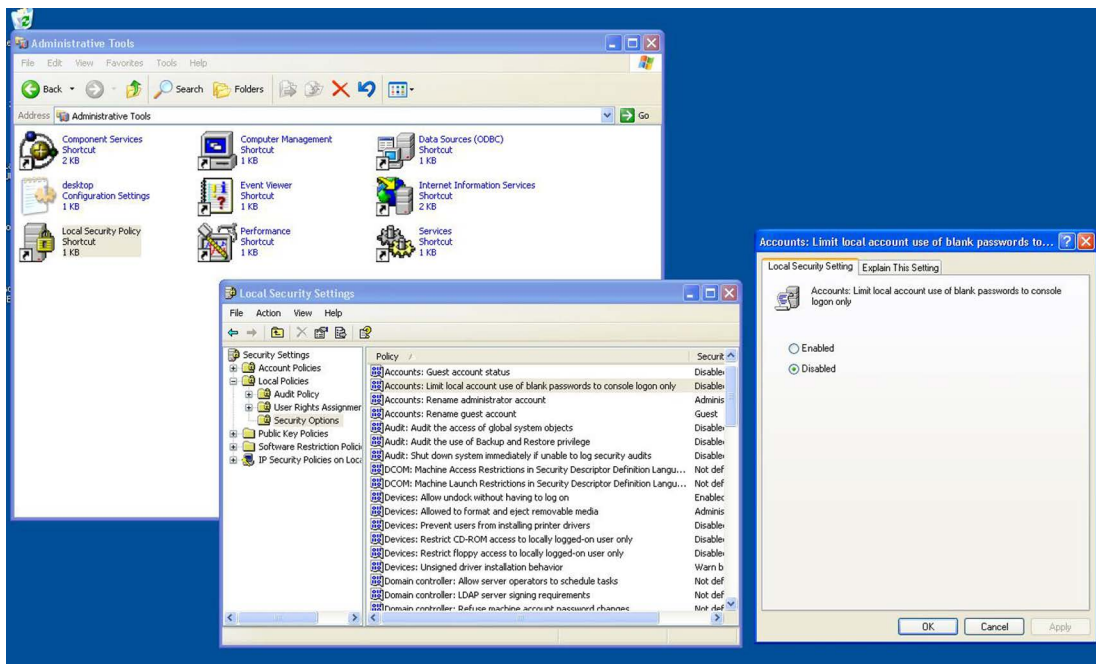 Administrative Tools
File Edit View Favorites Tools Help
Back Search Folders
Address Administrative Tools Go
Component Services
Shortcut
2 KB
Computer Management
Shortcut
1 KB
Data Sources (ODBC)
Shortcut
1 KB
desktop
Configuration Settings
1 KB
Event Viewer
Shortcut
1 KB
Internet Information Services
Shortcut
2 KB
Local Security Policy
Shortcut
1 KB
Performance
Shortcut
1 KB
Services
Shortcut
1 KB
Local Security Settings
File Action View Help
Security Settings
Account Policies
Local Policies
Audit Policy
User Rights Assignmer
Security Options
Public Key Policies
Software Restriction Polici
IP Security Policies on Loca
Policy Securit
Accounts: Guest account status Disable
Accounts: Limit local account use of blank passwords to console logon only Disable
Accounts: Rename administrator account Adminis
Accounts: Rename guest account Guest
Audit: Audit the access of global system objects Disable
Audit: Audit the use of Backup and Restore privilege Disable
Audit: Shut down system immediately if unable to log security audits Disable
DCOM: Machine Access Restrictions in Security Descriptor Definition Langu... Not def
DCOM: Machine Launch Restrictions in Security Descriptor Definition Langu... Not def
Devices: Allow undock without having to log on Enablec
Devices: Allowed to format and eject removable media Adminis
Devices: Prevent users from installing printer drivers Disable
Devices: Restrict CD-ROM access to locally logged-on user only Disable
Devices: Restrict floppy access to locally logged-on user only Disable
Devices: Unsigned driver installation behavior Warn b
Domain controller: Allow server operators to schedule tasks Not def
Domain controller: LDAP server signing requirements Not def
Domain controller: Refuse machine account password changes Not def
Accounts: Limit local account use of blank passwords to...
Local Security Setting Explain This Setting
Accounts: Limit local account use of blank passwords to console
logon only
Enabled
Disabled
OK Cancel Apply